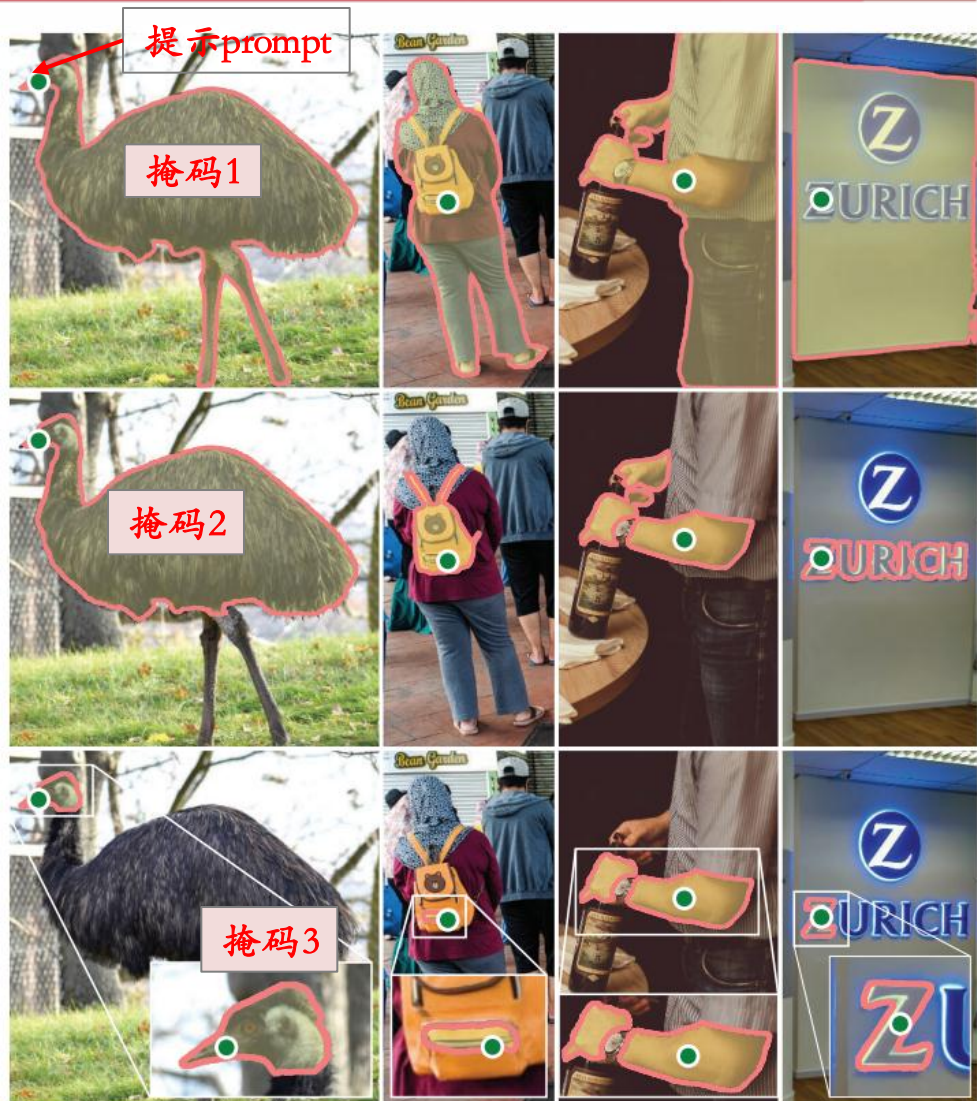 提示prompt
Bean Garden
Z
ZURICH
掩码1
Bean Garden
Z
ZURICH
掩码2
Bean Garden
Z
ZURICH
掩码3
ZU